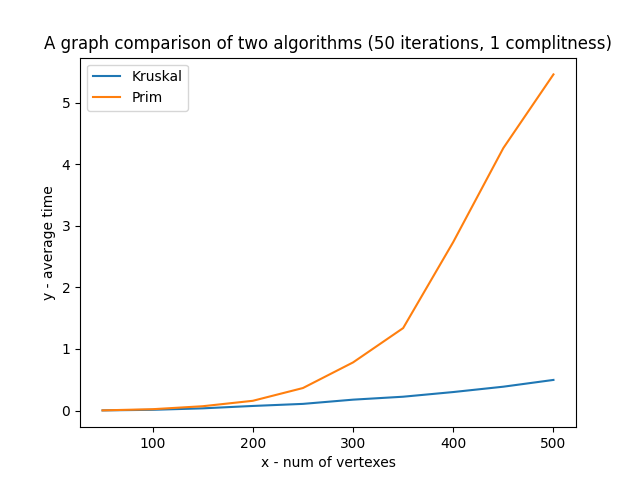 A graph comparison of two algorithms (50 iterations, 1 complitness)
Kruskal
Prim
y - average time
5
4
3
2
1
0
100 200 300 400 500
x - num of vertexes